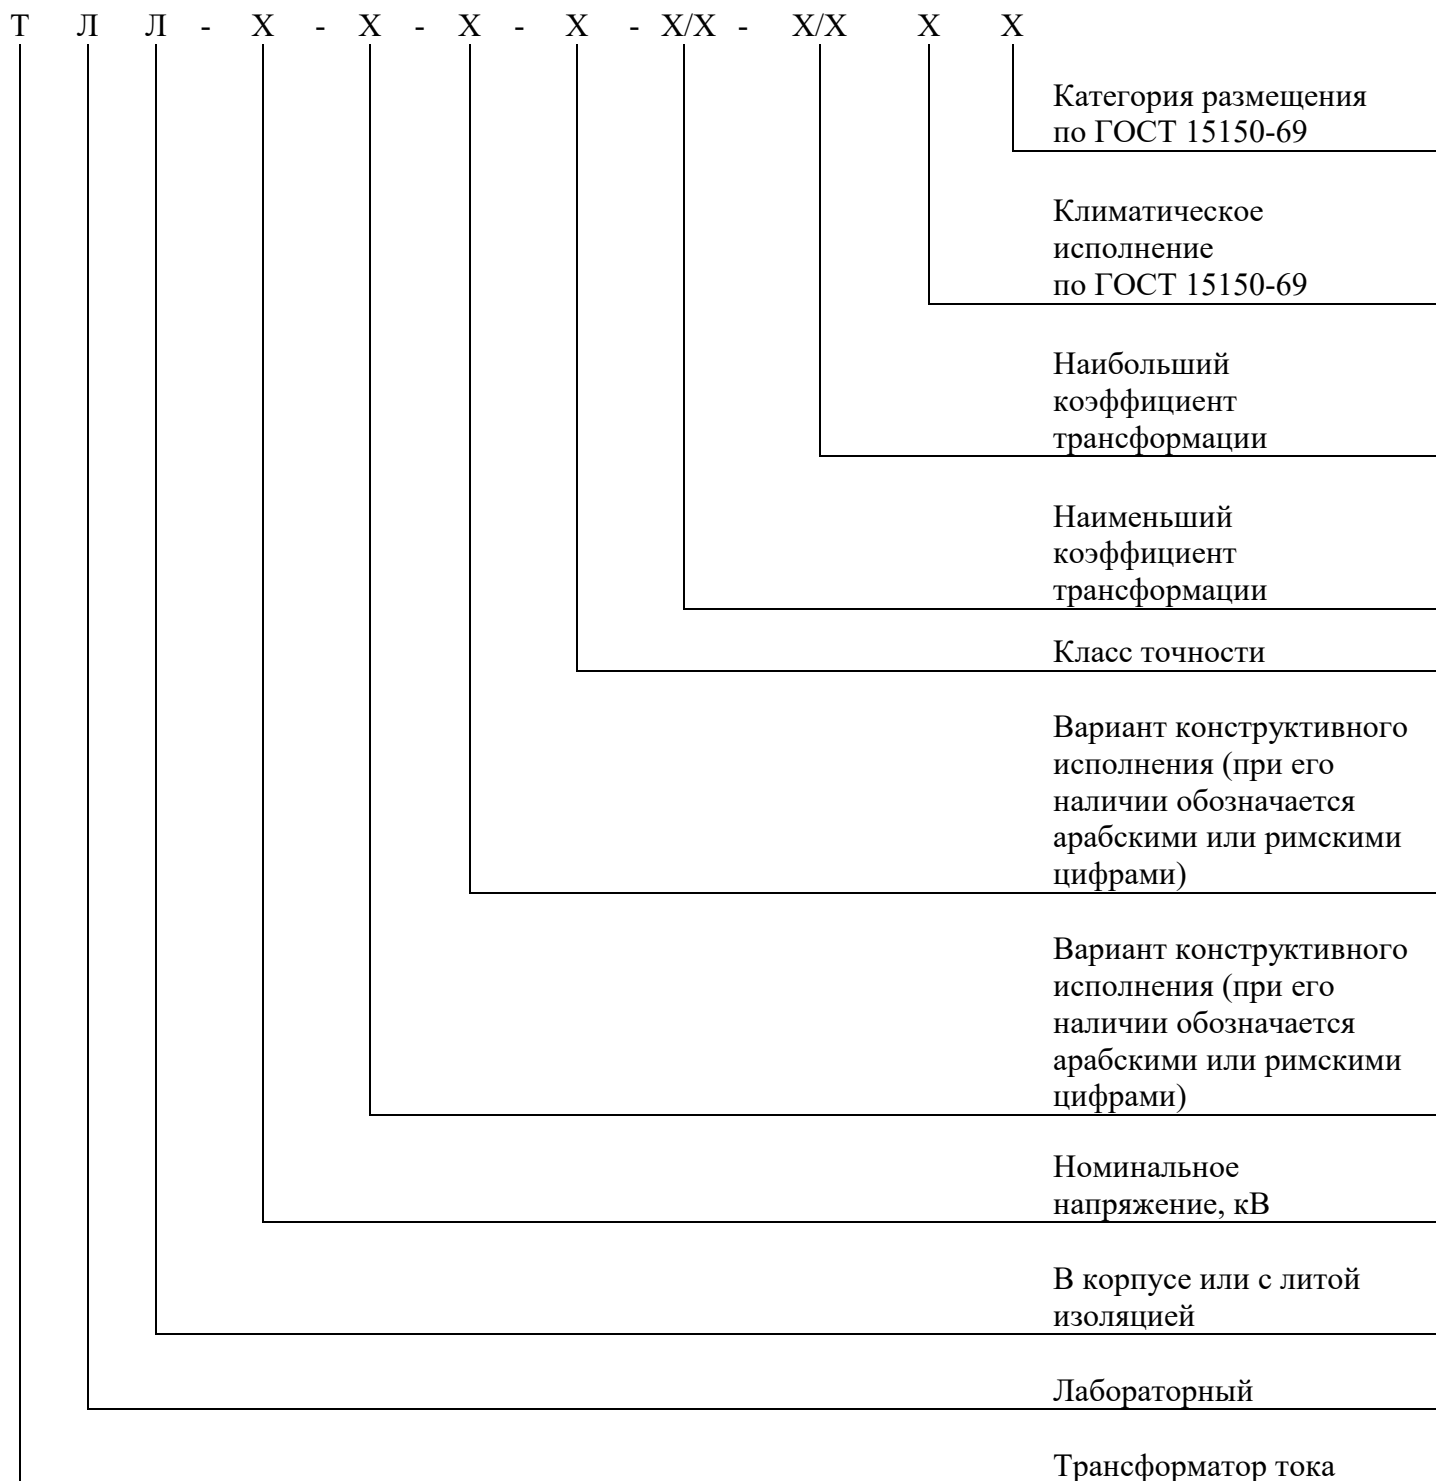 Т Л Л - Х - Х - Х - Х - Х/Х - Х/Х Х Х
Категория размещения
по ГОСТ 15150-69
Климатическое
исполнение
по ГОСТ 15150-69
Наибольший
коэффициент
трансформации
Наименьший
коэффициент
трансформации
Класс точности
Вариант конструктивного
исполнения (при его
наличии обозначается
арабскими или римскими
цифрами)
Вариант конструктивного
исполнения (при его
наличии обозначается
арабскими или римскими
цифрами)
Номинальное
напряжение, кВ
В корпусе или с литой
изоляцией
Лабораторный
Трансформатор тока